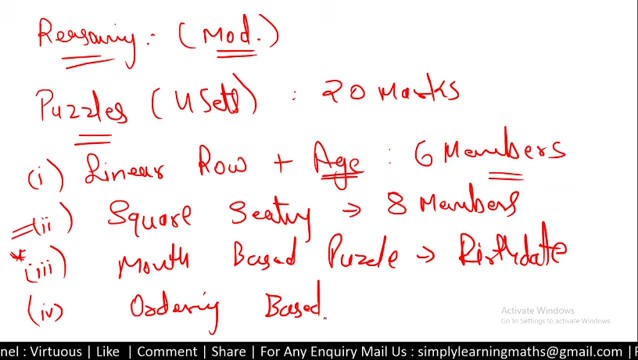 Reasoning : (Mod.)
Puzzles (4 Sets) : 20 Marks
(i) Linear Row + Age : 6 Members
(ii) Square Seating → 8 Members
*(iii) Month Based Puzzle → Birthdate
(iv) Ordering Based
Activate Windows
Go to Settings to activate Windows.
nel : Virtuous | Like | Comment | Share | For Any Enquiry Mail Us : simplylearningmaths@gmail.com |